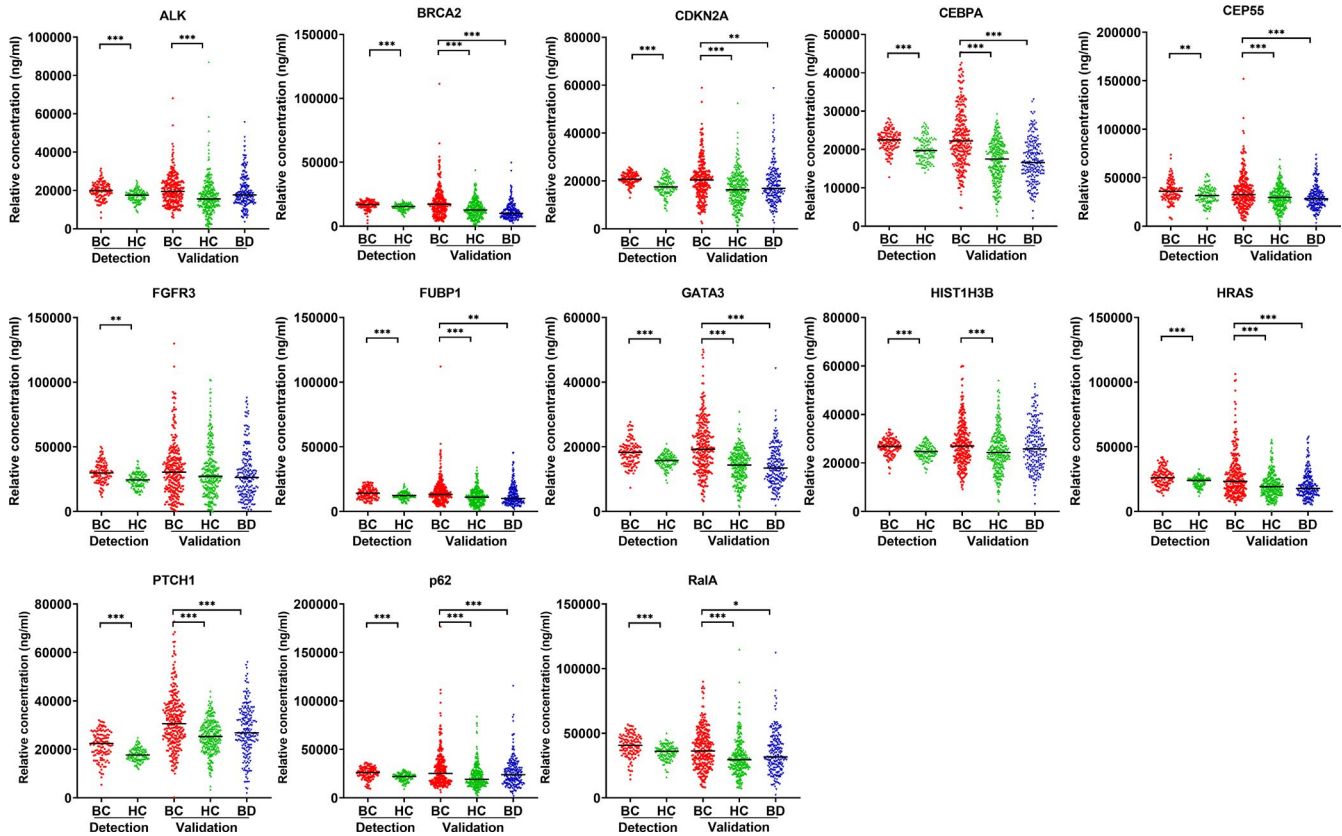 ALK
Relative concentration (ng/ml)
100000
80000
60000
40000
20000
0
*** ***
BC HC BC HC BD
Detection Validation
BRCA2
Relative concentration (ng/ml)
150000
100000
50000
0
***
*** ***
BC HC BC HC BD
Detection Validation
CDKN2A
Relative concentration (ng/ml)
80000
60000
40000
20000
0
**
*** ***
BC HC BC HC BD
Detection Validation
CEBPA
Relative concentration (ng/ml)
50000
40000
30000
20000
10000
0
***
*** ***
BC HC BC HC BD
Detection Validation
CEP55
Relative concentration (ng/ml)
200000
150000
100000
50000
0
***
** ***
BC HC BC HC BD
Detection Validation
FGFR3
Relative concentration (ng/ml)
150000
100000
50000
0
**
BC HC BC HC BD
Detection Validation
FUBP1
Relative concentration (ng/ml)
150000
100000
50000
0
**
*** ***
BC HC BC HC BD
Detection Validation
GATA3
Relative concentration (ng/ml)
60000
40000
20000
0
***
*** ***
BC HC BC HC BD
Detection Validation
HIST1H3B
Relative concentration (ng/ml)
80000
60000
40000
20000
0
*** ***
BC HC BC HC BD
Detection Validation
HRAS
Relative concentration (ng/ml)
150000
100000
50000
0
***
*** ***
BC HC BC HC BD
Detection Validation
PTCH1
Relative concentration (ng/ml)
80000
60000
40000
20000
0
***
*** ***
BC HC BC HC BD
Detection Validation
p62
Relative concentration (ng/ml)
200000
150000
100000
50000
0
***
*** ***
BC HC BC HC BD
Detection Validation
RalA
Relative concentration (ng/ml)
150000
100000
50000
0
*
*** ***
BC HC BC HC BD
Detection Validation